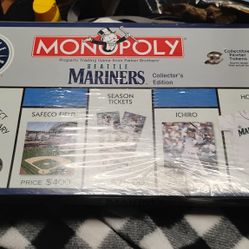 MONOPOLY
Property Trading Game from Parker Brothers
SEATTLE
MARINERS
Collector's
Edition
Collectible
Pewter
Tokens
SEASON
TICKETS
SAFECO FIELD
ICHIRO
HO
PRICE $400